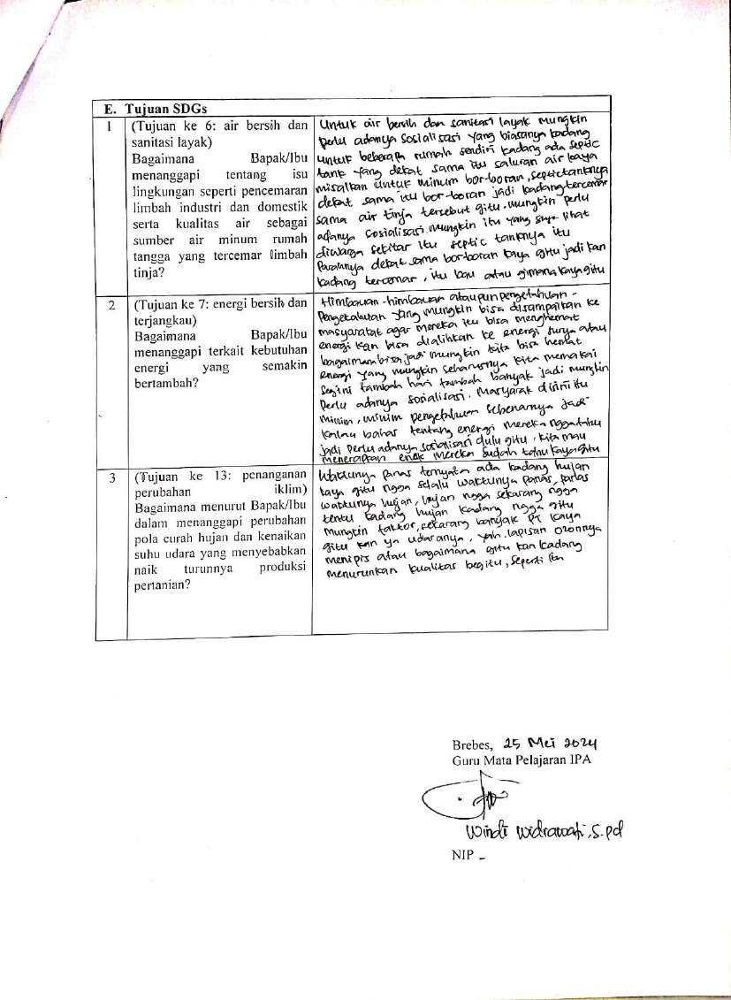 E. Tujuan SDGs
1
(Tujuan ke 6: air bersih dan
sanitasi layak)
Bagaimana Bapak/Ibu
menanggapi tentang isu
lingkungan seperti pencemaran
limbah industri dan domestik
serta kualitas air sebagai
sumber air minum rumah
tangga yang tercemar limbah
tinja?
Untuk air bersih dan sanitasi layak mungkin
perlu adanya Sosialisasi yang biasanya kadang
untuk beberapa rumah sendiri kadang ada septic
tank yang dekat sama itu saluran air kaya
misalkan untuk minum bor-boran, septictanknya
dekat sama itu bor-boran jadi kadang tercemar
sama air tinja tersebut gitu. mungkin perlu
adanya sosialisasi. mungkin itu yang saya lihat
diwarga sekitar itu septic tanknya itu
Parahnya dekat sama bor-boran kaya gitu jadi kan
kadang tercemar, itu bau atau gimana kaya gitu
2
(Tujuan ke 7: energi bersih dan
terjangkau)
Bagaimana Bapak/Ibu
menanggapi terkait kebutuhan
energi yang semakin
bertambah?
Himbauan-himbauan ataupun pengetahuan-
Pengetahuan yang mungkin bisa disampaikan ke
masyarakat agar mereka itu bisa menghemat
energi kan bisa dialihkan ke energi surya atau
bagaimana bisa jadi mungkin kita bisa hemat
energi yang mungkin seharusnya kita memakai
Segini tambah hari tambah banyak jadi mungkin
Perlu adanya sosialisasi. Masyarak disini itu
minim, minim pengetahuan sebenarnya Jadi
kalau bahas tentang energi mereka nggak tahu
jadi perlu adanya sosialisasi dulu gitu, kita mau
menerapkan enak mereka sudah tahu kaya gitu
3
(Tujuan ke 13: penanganan
perubahan iklim)
Bagaimana menurut Bapak/Ibu
dalam menanggapi perubahan
pola curah hujan dan kenaikan
suhu udara yang menyebabkan
naik turunnya produksi
pertanian?
Waktunya panas ternyata ada kadang hujan
kaya gitu ngga selalu waktunya panas, panas
waktunya hujan, hujan ngga sekarang ngga
tentu kadang hujan kadang ngga gitu
Mungkin faktor, sekarang banyak PT kaya
gitu kan ya udaranya, yah. lapisan ozonnya
menipis atau bagaimana gitu kan kadang
menurunkan kualitas begitu, seperti itu
Brebes, 25 Mei 2024
Guru Mata Pelajaran IPA
Windi Widrawati, S.Pd
NIP -